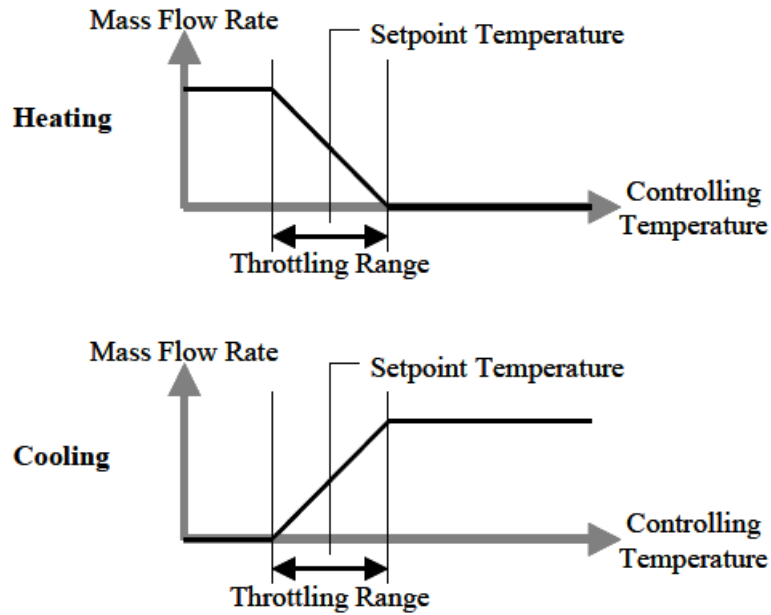 Mass Flow Rate
Setpoint Temperature
Heating
Controlling
Temperature
Throttling Range
Mass Flow Rate
Setpoint Temperature
Cooling
Controlling
Temperature
Throttling Range